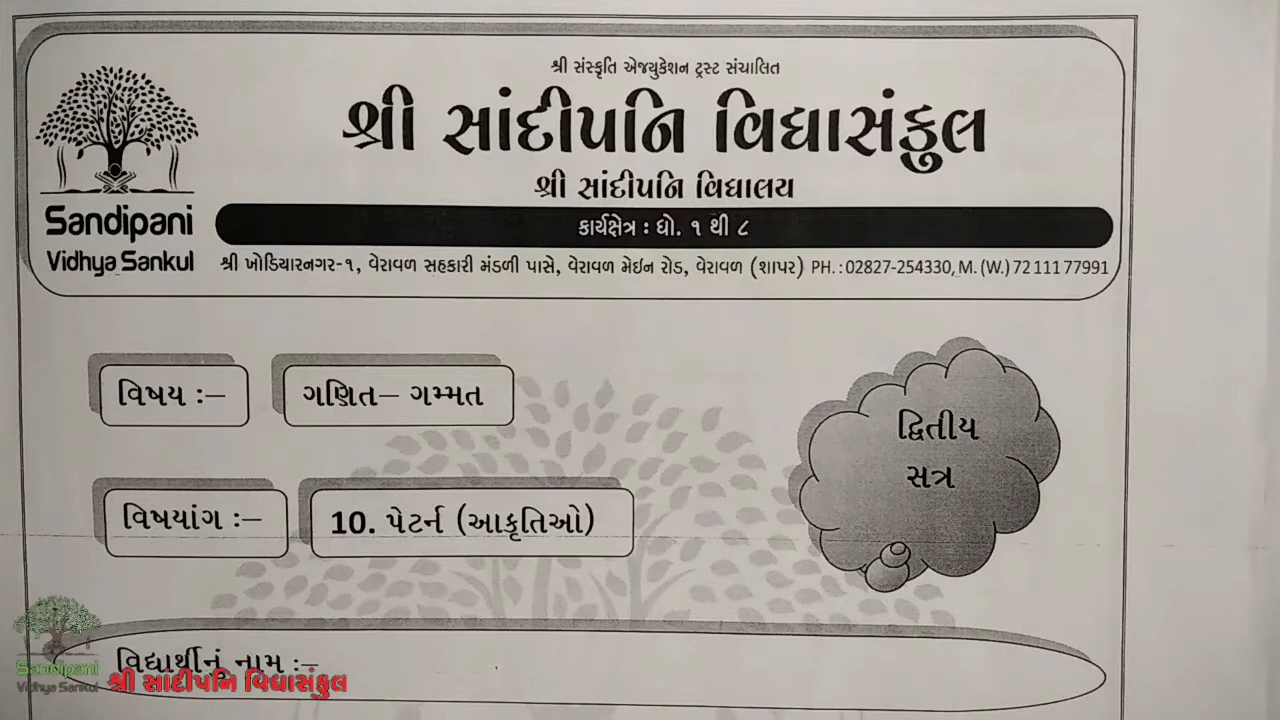 શ્રી સંસ્કૃતિ એજ્યુકેશન ટ્રસ્ટ સંચાલિત
શ્રી સાંદીપનિ વિદ્યાસંકુલ
શ્રી સાંદીપનિ વિદ્યાલય
Sandipani
Vidhya Sankul
કાર્યક્ષેત્ર : ધો. ૧ થી ૮
શ્રી ખોડિયારનગર-૧, વેરાવળ સહકારી મંડળી પાસે, વેરાવળ મેઈન રોડ, વેરાવળ (શાપર) PH. : 02827-254330, M. (W.) 72 111 77991
વિષય :– ગણિત– ગમ્મત
દ્વિતીય
સત્ર
વિષયાંગ :– 10. પેટર્ન (આકૃતિઓ)
વિદ્યાર્થીનું નામ :–
Sandipani
Vidhya Sankul
શ્રી સાંદીપનિ વિદ્યાસંકુલ